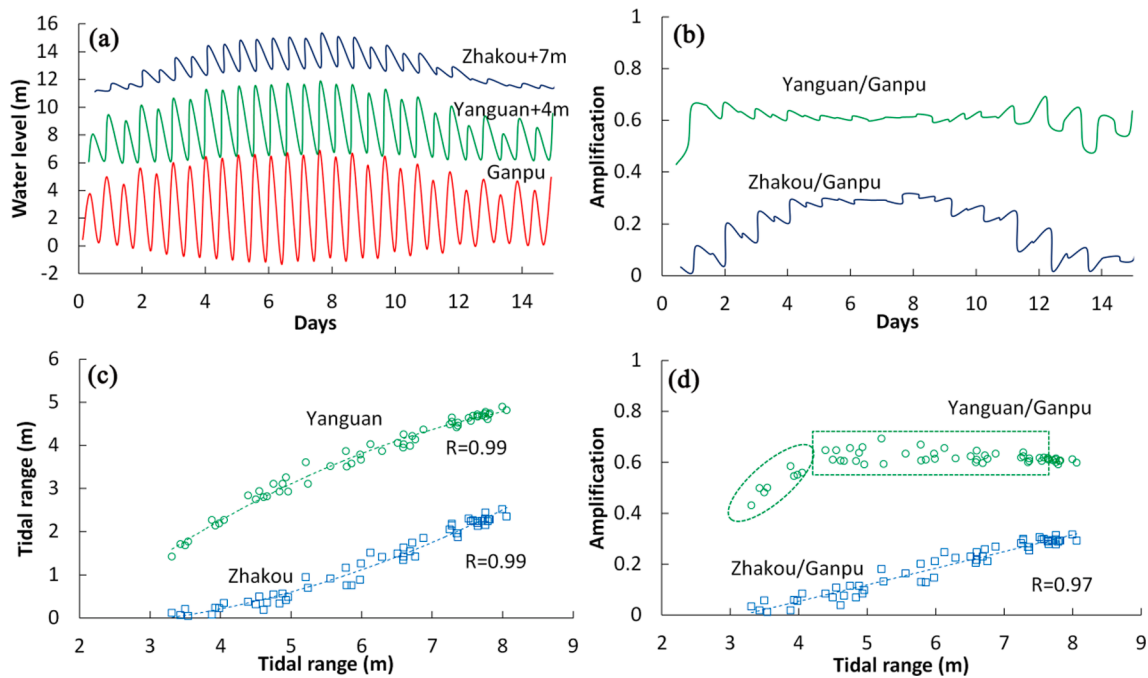 (a)
Water level (m)
16
14
12
10
8
6
4
2
0
-2
Zhakou+7m
Yanguan+4m
Ganpu
0 2 4 6 8 10 12 14
Days
(b)
Amplification
1
0.8
0.6
0.4
0.2
0
Yanguan/Ganpu
Zhakou/Ganpu
0 2 4 6 8 10 12 14
Days
(c)
Tidal range (m)
6
5
4
3
2
1
0
Yanguan
R=0.99
Zhakou
R=0.99
2 3 4 5 6 7 8 9
Tidal range (m)
(d)
Amplification
1
0.8
0.6
0.4
0.2
0
Yanguan/Ganpu
Zhakou/Ganpu
R=0.97
2 3 4 5 6 7 8 9
Tidal range (m)